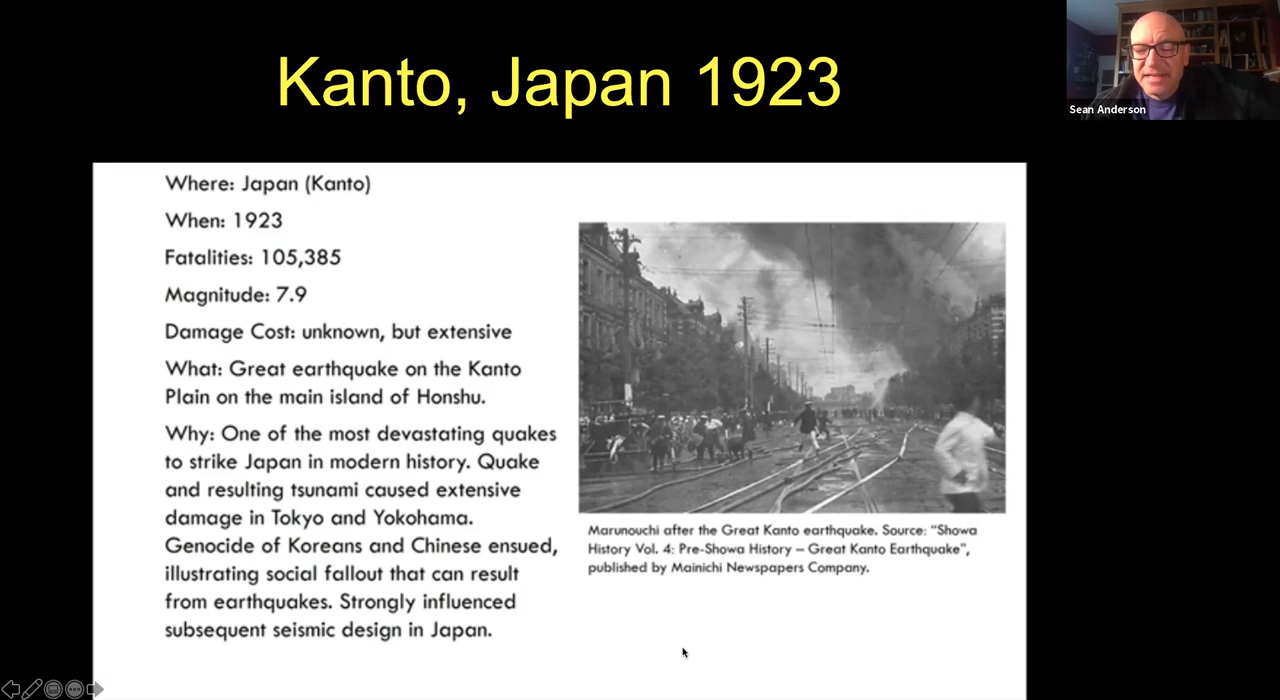 Kanto, Japan 1923
Sean Anderson
Where: Japan (Kanto)
When: 1923
Fatalities: 105,385
Magnitude: 7.9
Damage Cost: unknown, but extensive
What: Great earthquake on the Kanto
Plain on the main island of Honshu.
Why: One of the most devastating quakes
to strike Japan in modern history. Quake
and resulting tsunami caused extensive
damage in Tokyo and Yokohama.
Genocide of Koreans and Chinese ensued,
illustrating social fallout that can result
from earthquakes. Strongly influenced
subsequent seismic design in Japan.
Marunouchi after the Great Kanto earthquake. Source: "Showa
History Vol. 4: Pre-Showa History – Great Kanto Earthquake",
published by Mainichi Newspapers Company.